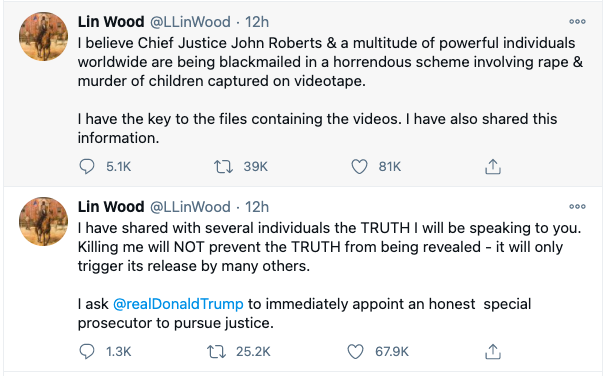 Lin Wood @LLinWood · 12h
I believe Chief Justice John Roberts & a multitude of powerful individuals
worldwide are being blackmailed in a horrendous scheme involving rape &
murder of children captured on videotape.
I have the key to the files containing the videos. I have also shared this
information.
5.1K 39K 81K
Lin Wood @LLinWood · 12h
I have shared with several individuals the TRUTH I will be speaking to you.
Killing me will NOT prevent the TRUTH from being revealed - it will only
trigger its release by many others.
I ask @realDonaldTrump to immediately appoint an honest special
prosecutor to pursue justice.
1.3K 25.2K 67.9K